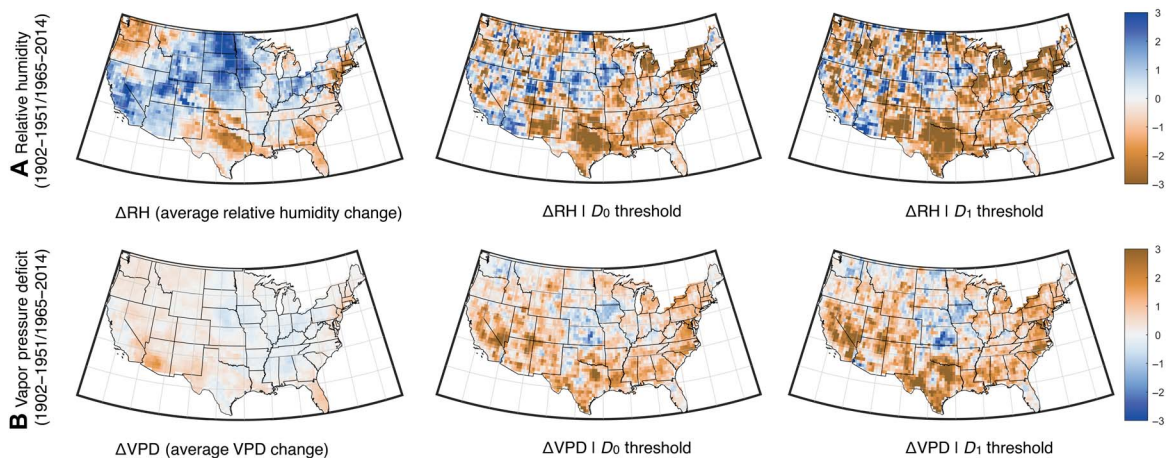 A Relative humidity
(1902–1951/1965–2014)
3
2
1
0
−1
−2
−3
ΔRH (average relative humidity change)
ΔRH | D0 threshold
ΔRH | D1 threshold
B Vapor pressure deficit
(1902–1951/1965–2014)
3
2
1
0
−1
−2
−3
ΔVPD (average VPD change)
ΔVPD | D0 threshold
ΔVPD | D1 threshold